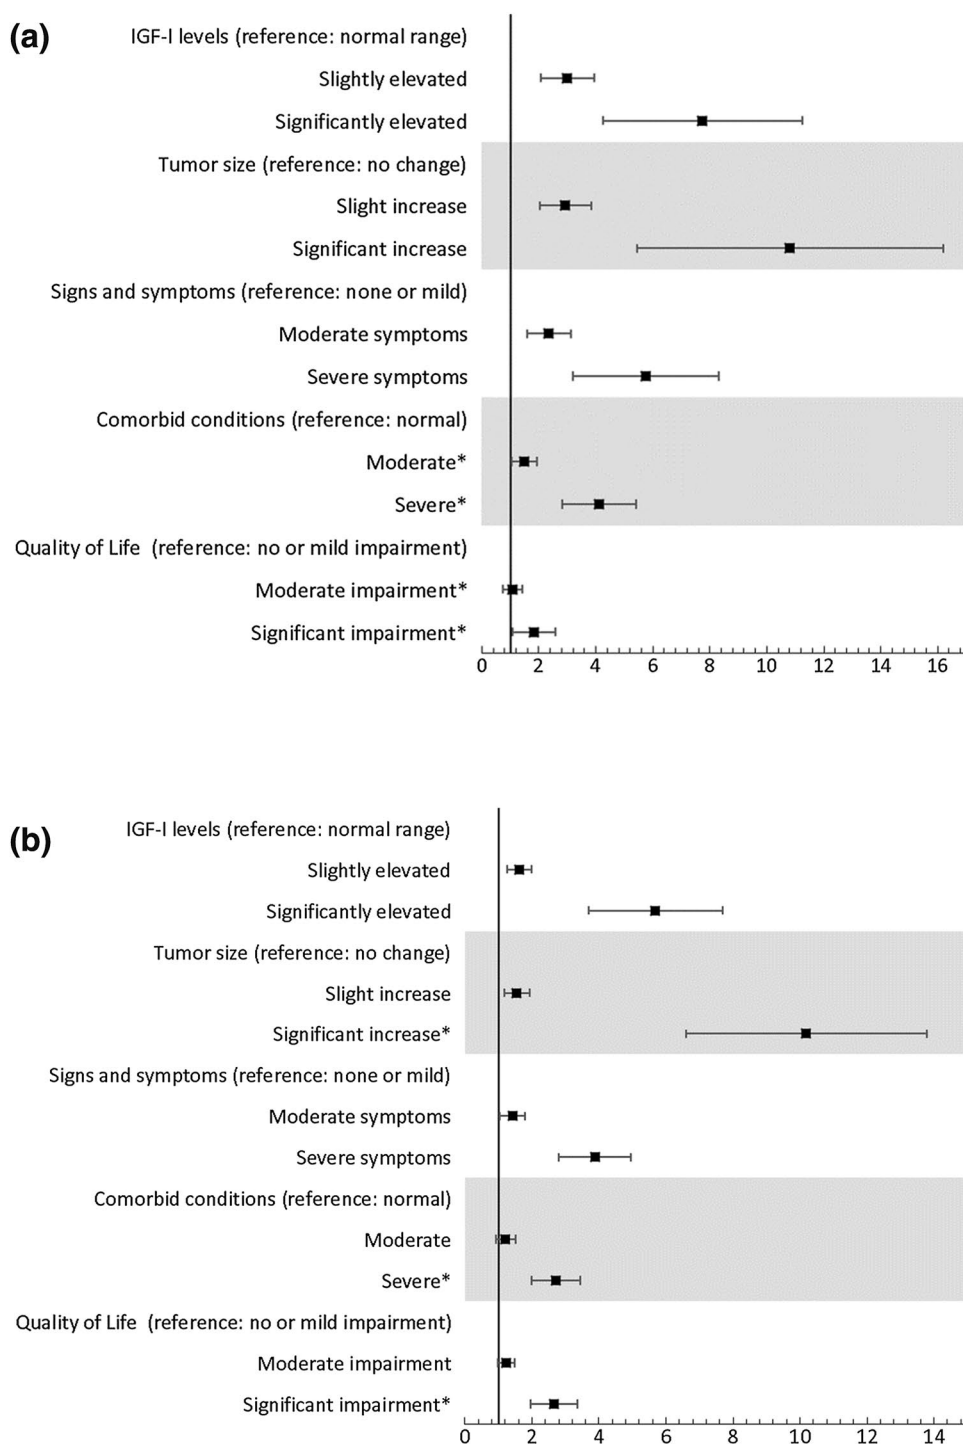 (a)
IGF-I levels (reference: normal range)
Slightly elevated
Significantly elevated
Tumor size (reference: no change)
Slight increase
Significant increase
Signs and symptoms (reference: none or mild)
Moderate symptoms
Severe symptoms
Comorbid conditions (reference: normal)
Moderate*
Severe*
Quality of Life (reference: no or mild impairment)
Moderate impairment*
Significant impairment*
0 2 4 6 8 10 12 14 16
(b)
IGF-I levels (reference: normal range)
Slightly elevated
Significantly elevated
Tumor size (reference: no change)
Slight increase
Significant increase*
Signs and symptoms (reference: none or mild)
Moderate symptoms
Severe symptoms
Comorbid conditions (reference: normal)
Moderate
Severe*
Quality of Life (reference: no or mild impairment)
Moderate impairment
Significant impairment*
0 2 4 6 8 10 12 14